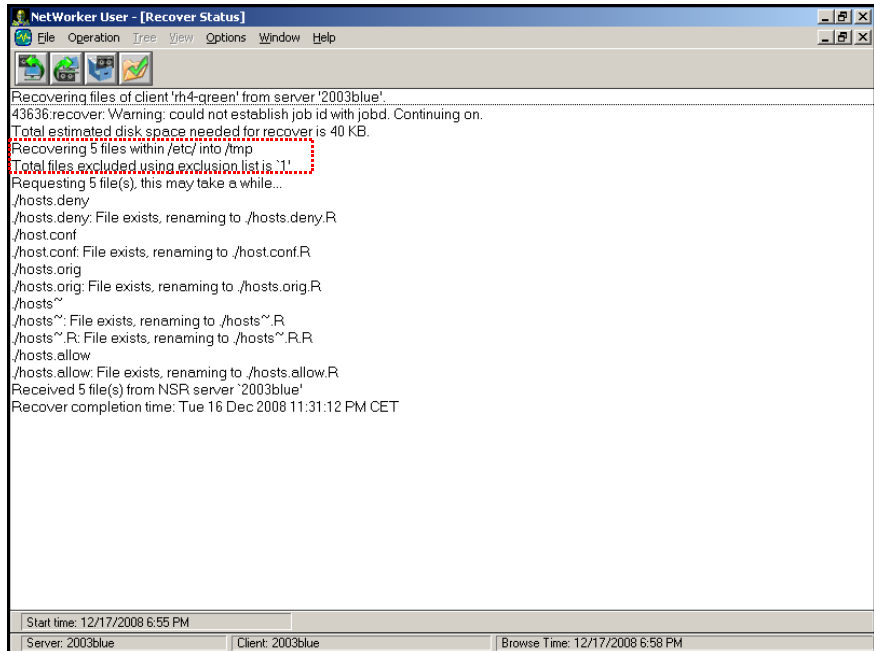 NetWorker User - [Recover Status]
File Operation Tree View Options Window Help
Recovering files of client 'rh4-green' from server '2003blue'.
43636:recover: Warning: could not establish job id with jobd. Continuing on.
Total estimated disk space needed for recover is 40 KB.
Recovering 5 files within /etc/ into /tmp
Total files excluded using exclusion list is `1'
Requesting 5 file(s), this may take a while...
./hosts.deny
./hosts.deny: File exists, renaming to ./hosts.deny.R
./host.conf
./host.conf: File exists, renaming to ./host.conf.R
./hosts.orig
./hosts.orig: File exists, renaming to ./hosts.orig.R
./hosts~
./hosts~: File exists, renaming to ./hosts~.R
./hosts~.R: File exists, renaming to ./hosts~.R.R
./hosts.allow
./hosts.allow: File exists, renaming to ./hosts.allow.R
Received 5 file(s) from NSR server `2003blue'
Recover completion time: Tue 16 Dec 2008 11:31:12 PM CET
Start time: 12/17/2008 6:55 PM
Server: 2003blue Client: 2003blue Browse Time: 12/17/2008 6:58 PM